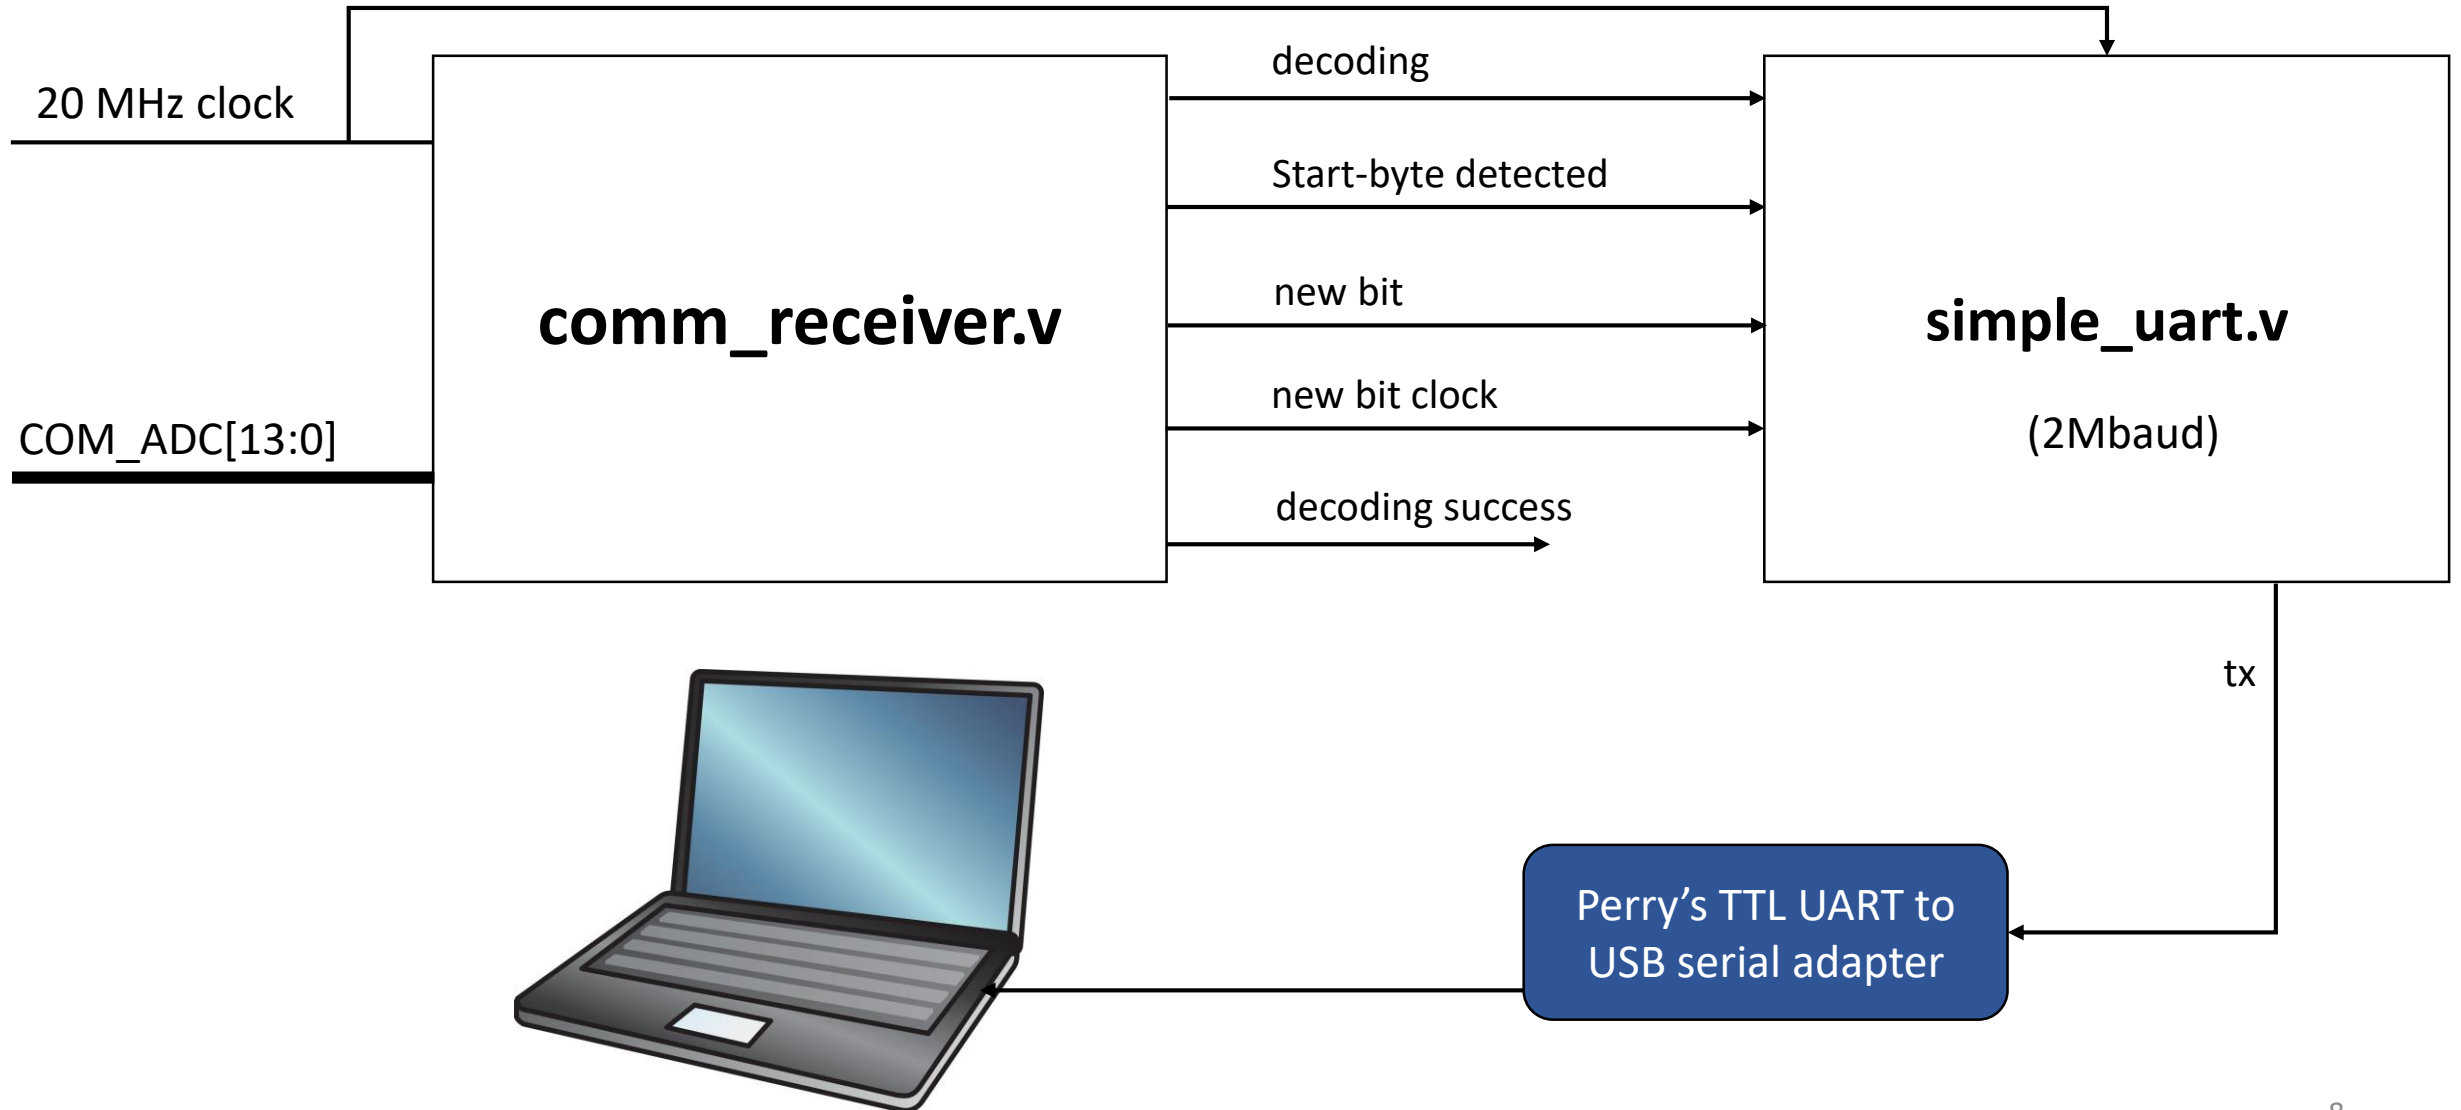 20 MHz clock
COM_ADC[13:0]
comm_receiver.v
decoding
Start-byte detected
new bit
new bit clock
decoding success
simple_uart.v
(2Mbaud)
tx
Perry’s TTL UART to
USB serial adapter